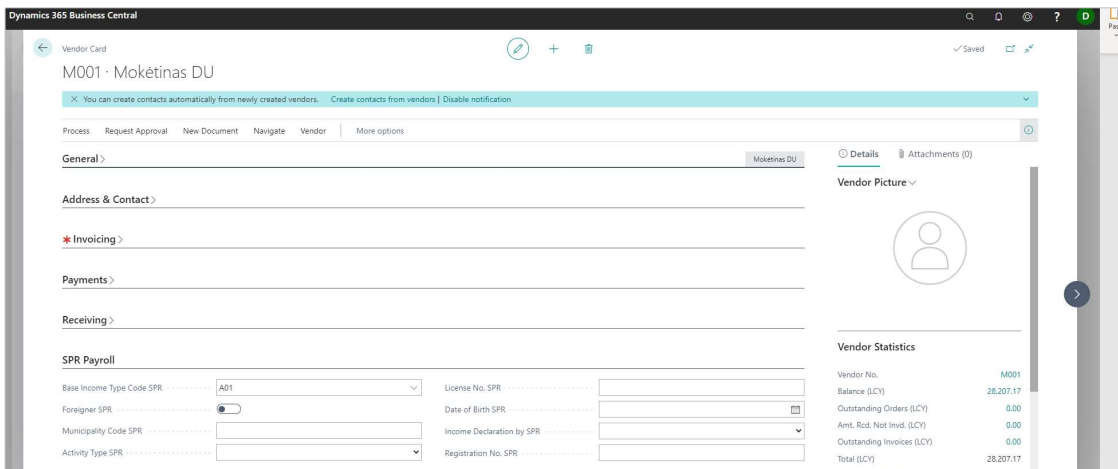 Dynamics 365 Business Central
?
D
Pas
Vendor Card
Saved
M001 · Mokėtinas DU
You can create contacts automatically from newly created vendors. Create contacts from vendors | Disable notification
Process Request Approval New Document Navigate Vendor More options
General
Mokėtinas DU
Details Attachments (0)
Vendor Picture
Address & Contact
* Invoicing
Payments
Receiving
SPR Payroll
Base Income Type Code SPR A01
License No. SPR
Foreigner SPR
Date of Birth SPR
Municipality Code SPR
Income Declaration by SPR
Activity Type SPR
Registration No. SPR
Vendor Statistics
Vendor No. M001
Balance (LCY) 28,207.17
Outstanding Orders (LCY) 0.00
Amt. Rcd. Not Invd. (LCY) 0.00
Outstanding Invoices (LCY) 0.00
Total (LCY) 28,207.17